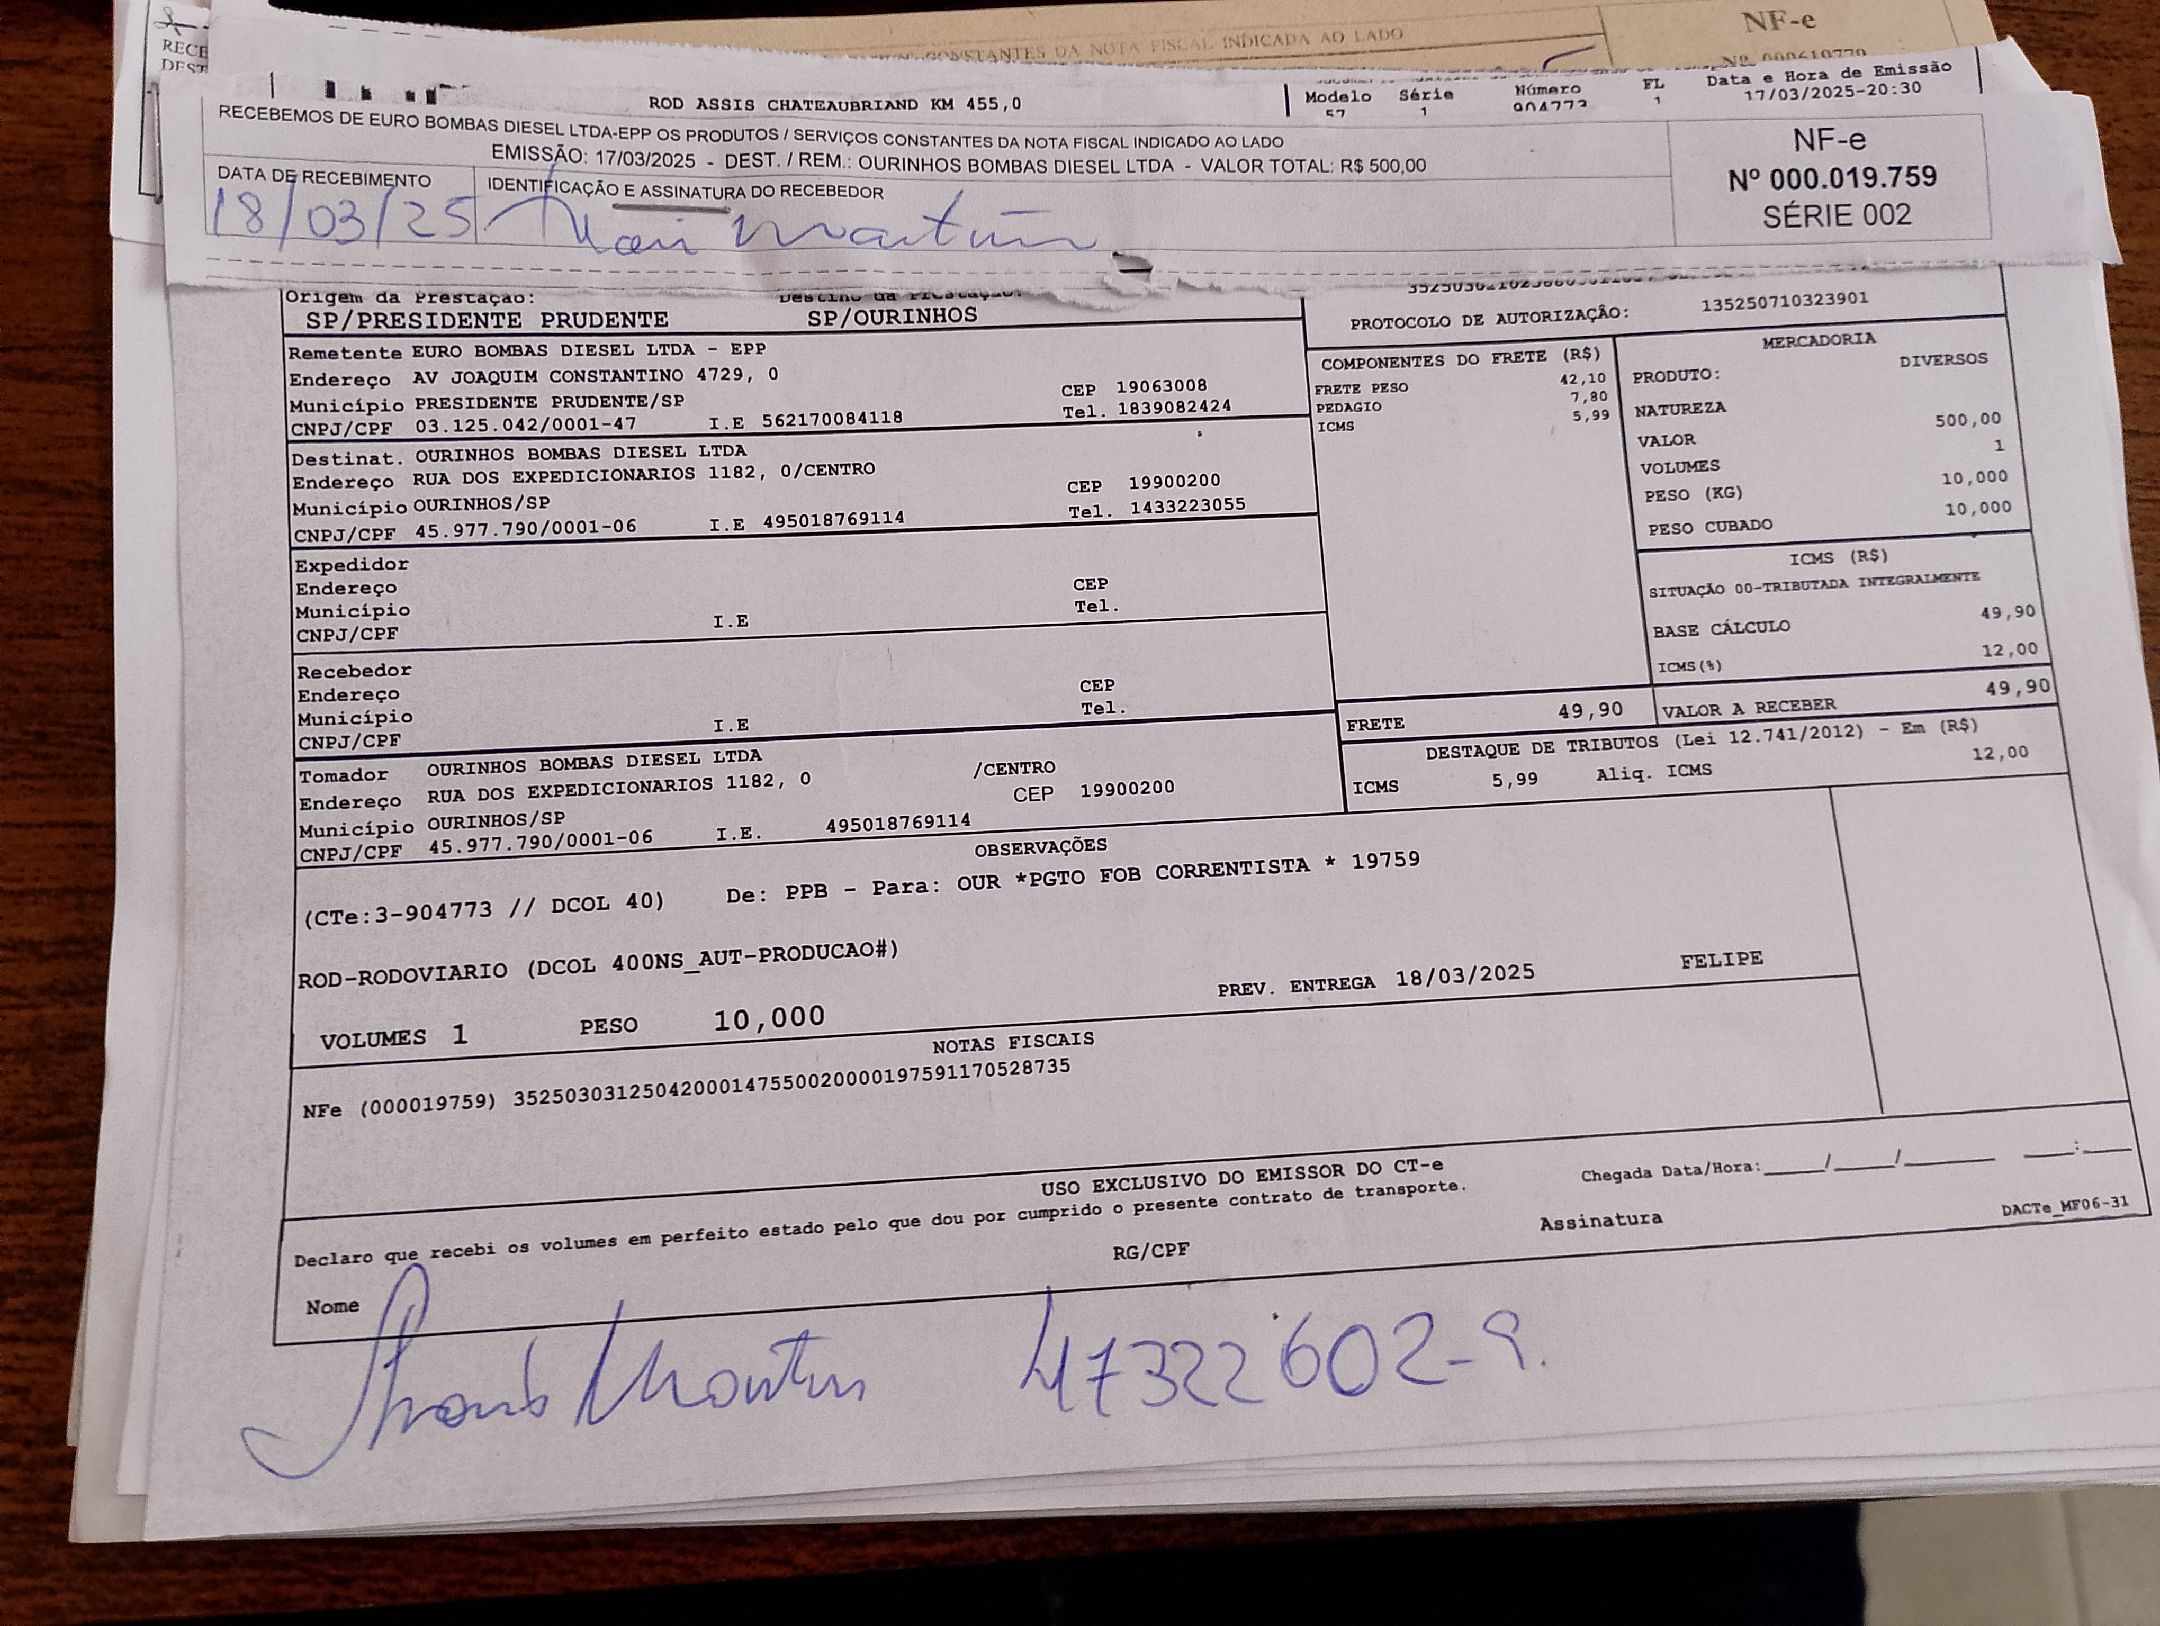 RECE
DEST
CONSTANTES DA NOTA FISCAL INDICADA AO LADO
NF-e
ROD ASSIS CHATEAUBRIAND KM 455,0
Modelo Série Número FL Data e Hora de Emissão
57 1 904773 1 17/03/2025-20:30
RECEBEMOS DE EURO BOMBAS DIESEL LTDA-EPP OS PRODUTOS / SERVIÇOS CONSTANTES DA NOTA FISCAL INDICADO AO LADO
EMISSÃO: 17/03/2025 - DEST. / REM.: OURINHOS BOMBAS DIESEL LTDA - VALOR TOTAL: R$ 500,00
DATA DE RECEBIMENTO IDENTIFICAÇÃO E ASSINATURA DO RECEBEDOR
18/03/25
NF-e
Nº 000.019.759
SÉRIE 002
Origem da Prestação: Destino da Prestação:
SP/PRESIDENTE PRUDENTE SP/OURINHOS
PROTOCOLO DE AUTORIZAÇÃO: 135250710323901
Remetente EURO BOMBAS DIESEL LTDA - EPP
Endereço AV JOAQUIM CONSTANTINO 4729, 0 CEP 19063008
Município PRESIDENTE PRUDENTE/SP Tel. 1839082424
CNPJ/CPF 03.125.042/0001-47 I.E 562170084118
Destinat. OURINHOS BOMBAS DIESEL LTDA
Endereço RUA DOS EXPEDICIONARIOS 1182, 0/CENTRO CEP 19900200
Município OURINHOS/SP Tel. 1433223055
CNPJ/CPF 45.977.790/0001-06 I.E 495018769114
Expedidor
Endereço CEP
Município Tel.
CNPJ/CPF I.E
Recebedor
Endereço CEP
Município Tel.
CNPJ/CPF I.E
Tomador OURINHOS BOMBAS DIESEL LTDA
Endereço RUA DOS EXPEDICIONARIOS 1182, 0 /CENTRO
Município OURINHOS/SP CEP 19900200
CNPJ/CPF 45.977.790/0001-06 I.E. 495018769114
COMPONENTES DO FRETE (R$)
FRETE PESO 42,10
PEDAGIO 7,80
ICMS 5,99
MERCADORIA
PRODUTO: DIVERSOS
NATUREZA
VALOR 500,00
VOLUMES 1
PESO (KG) 10,000
PESO CUBADO 10,000
ICMS (R$)
SITUAÇÃO 00-TRIBUTADA INTEGRALMENTE
BASE CÁLCULO 49,90
ICMS(%) 12,00
FRETE 49,90 VALOR A RECEBER 49,90
DESTAQUE DE TRIBUTOS (Lei 12.741/2012) - Em (R$)
ICMS 5,99 Aliq. ICMS 12,00
OBSERVAÇÕES
(CTe:3-904773 // DCOL 40) De: PPB - Para: OUR *PGTO FOB CORRENTISTA * 19759
ROD-RODOVIARIO (DCOL 400NS_AUT-PRODUCAO#)
PREV. ENTREGA 18/03/2025 FELIPE
VOLUMES 1 PESO 10,000
NOTAS FISCAIS
NFe (000019759) 35250303125042000147550020000197591170528735
USO EXCLUSIVO DO EMISSOR DO CT-e
Chegada Data/Hora:_____/_____/________ ____:____
Declaro que recebi os volumes em perfeito estado pelo que dou por cumprido o presente contrato de transporte.
Nome RG/CPF Assinatura DACTe_MF06-31
47322602-9.